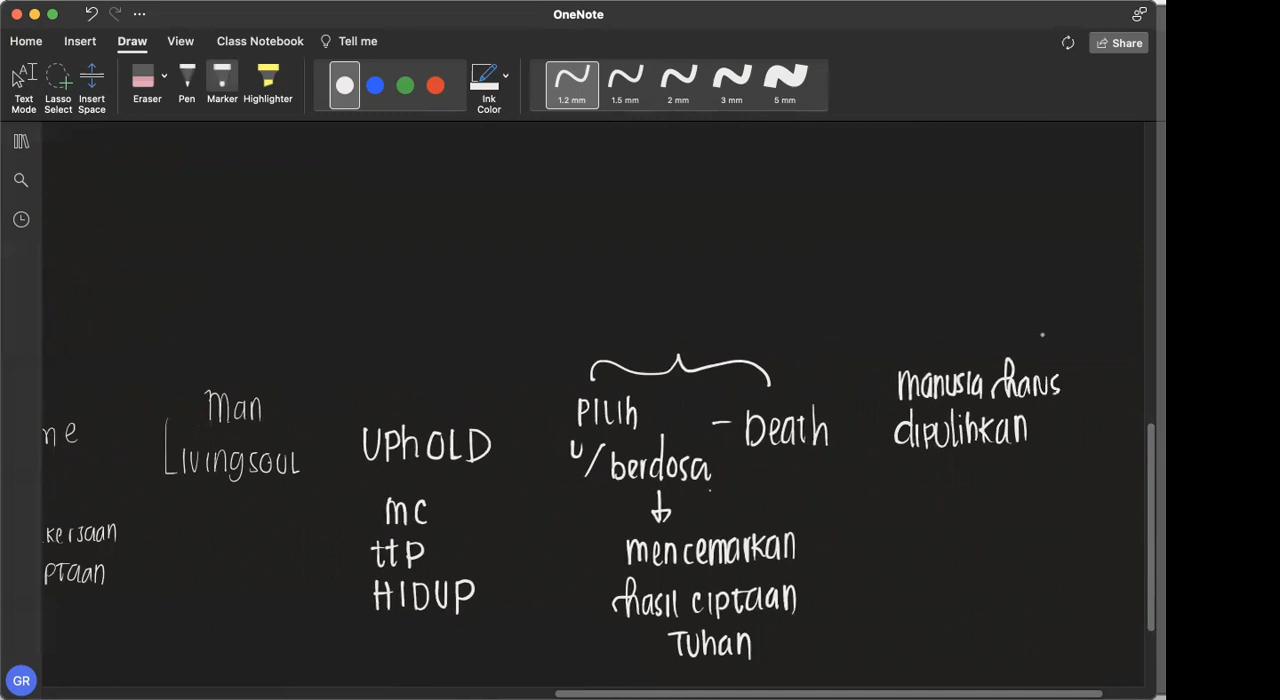 OneNote
Home Insert Draw View Class Notebook Tell me
Share
Text Mode
Lasso Select
Insert Space
Eraser
Pen
Marker
Highlighter
Ink Color
1.2 mm
1.5 mm
2 mm
3 mm
5 mm
ne
kerjaan
ptaan
Man
Livingsoul
UPhOLD
mc
ttp
HIDUP
Pilih
u/berdosa
- Death
mencemarkan
hasil ciptaan
Tuhan
manusia harus
dipulihkan
GR